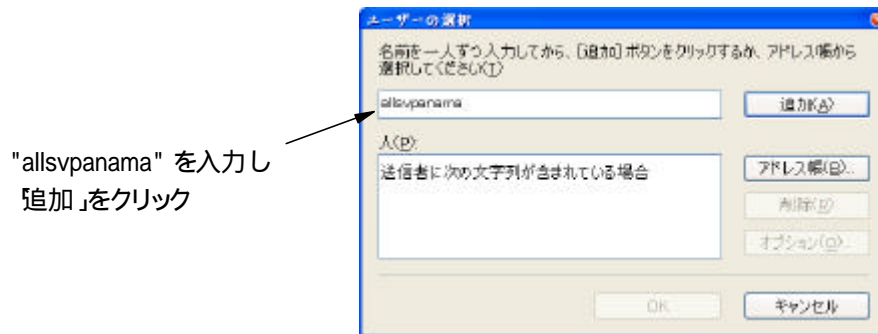 ユーザーの選択
名前を一人ずつ入力してから、[追加] ボタンをクリックするか、アドレス帳から
選択してください(T)
allsvpanama
追加(A)
人(P):
送信者に次の文字列が含まれている場合
アドレス帳(B)...
削除(R)
オプション(O)...
OK
キャンセル
"allsvpanama" を入力し
「追加」をクリック